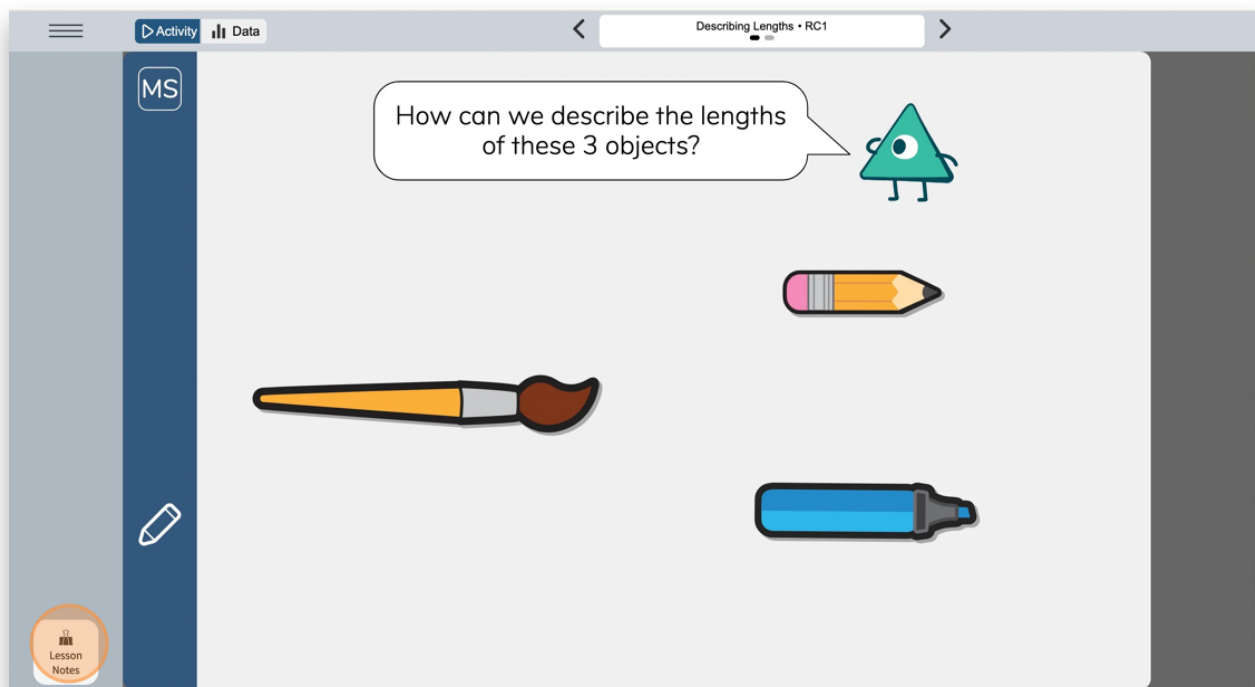 Activity
Data
Describing Lengths • RC1
MS
How can we describe the lengths
of these 3 objects?
Lesson
Notes